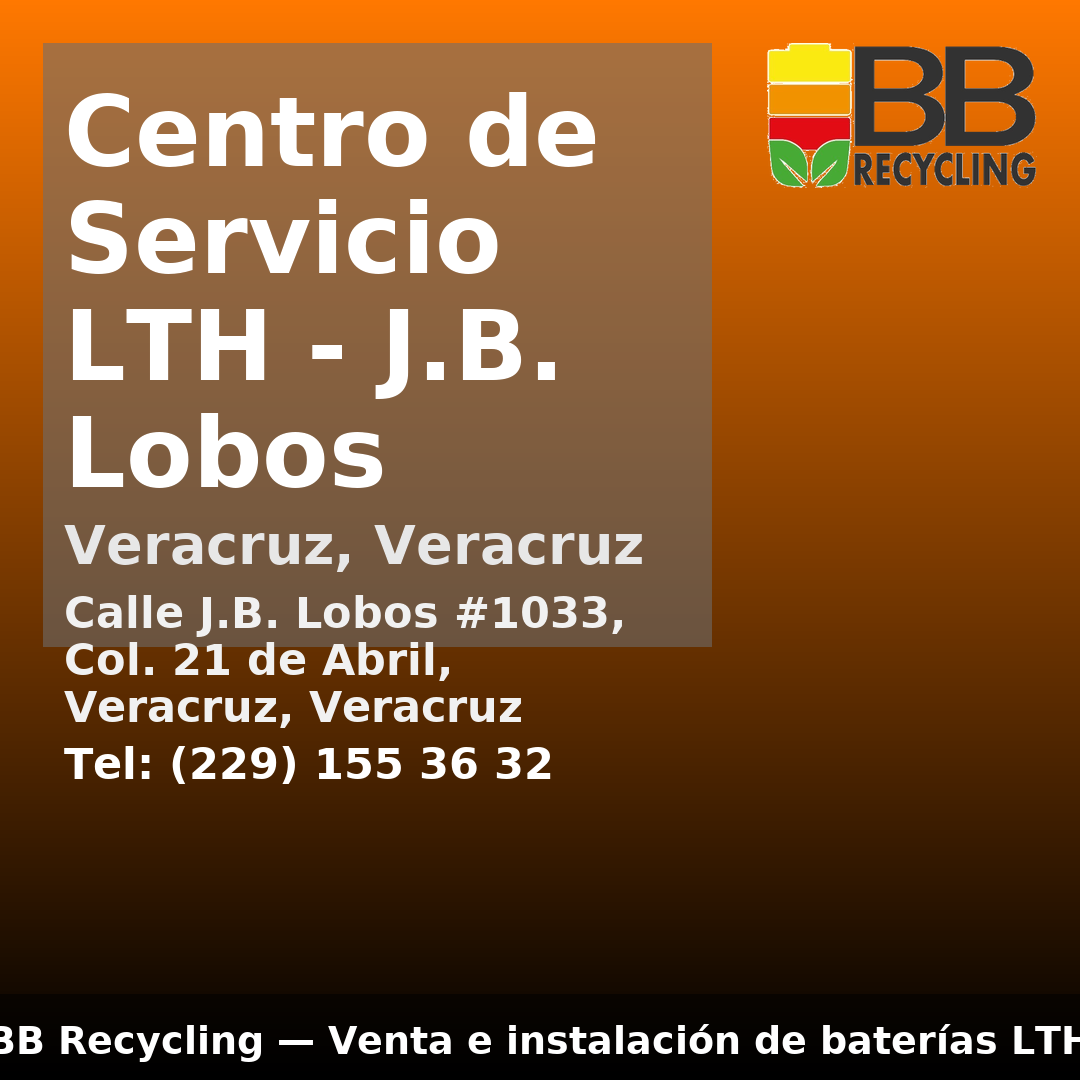 Centro de
Servicio
LTH - J.B.
Lobos
Veracruz, Veracruz
Calle J.B. Lobos #1033,
Col. 21 de Abril,
Veracruz, Veracruz
Tel: (229) 155 36 32
BB
RECYCLING
BB Recycling — Venta e instalación de baterías LTH